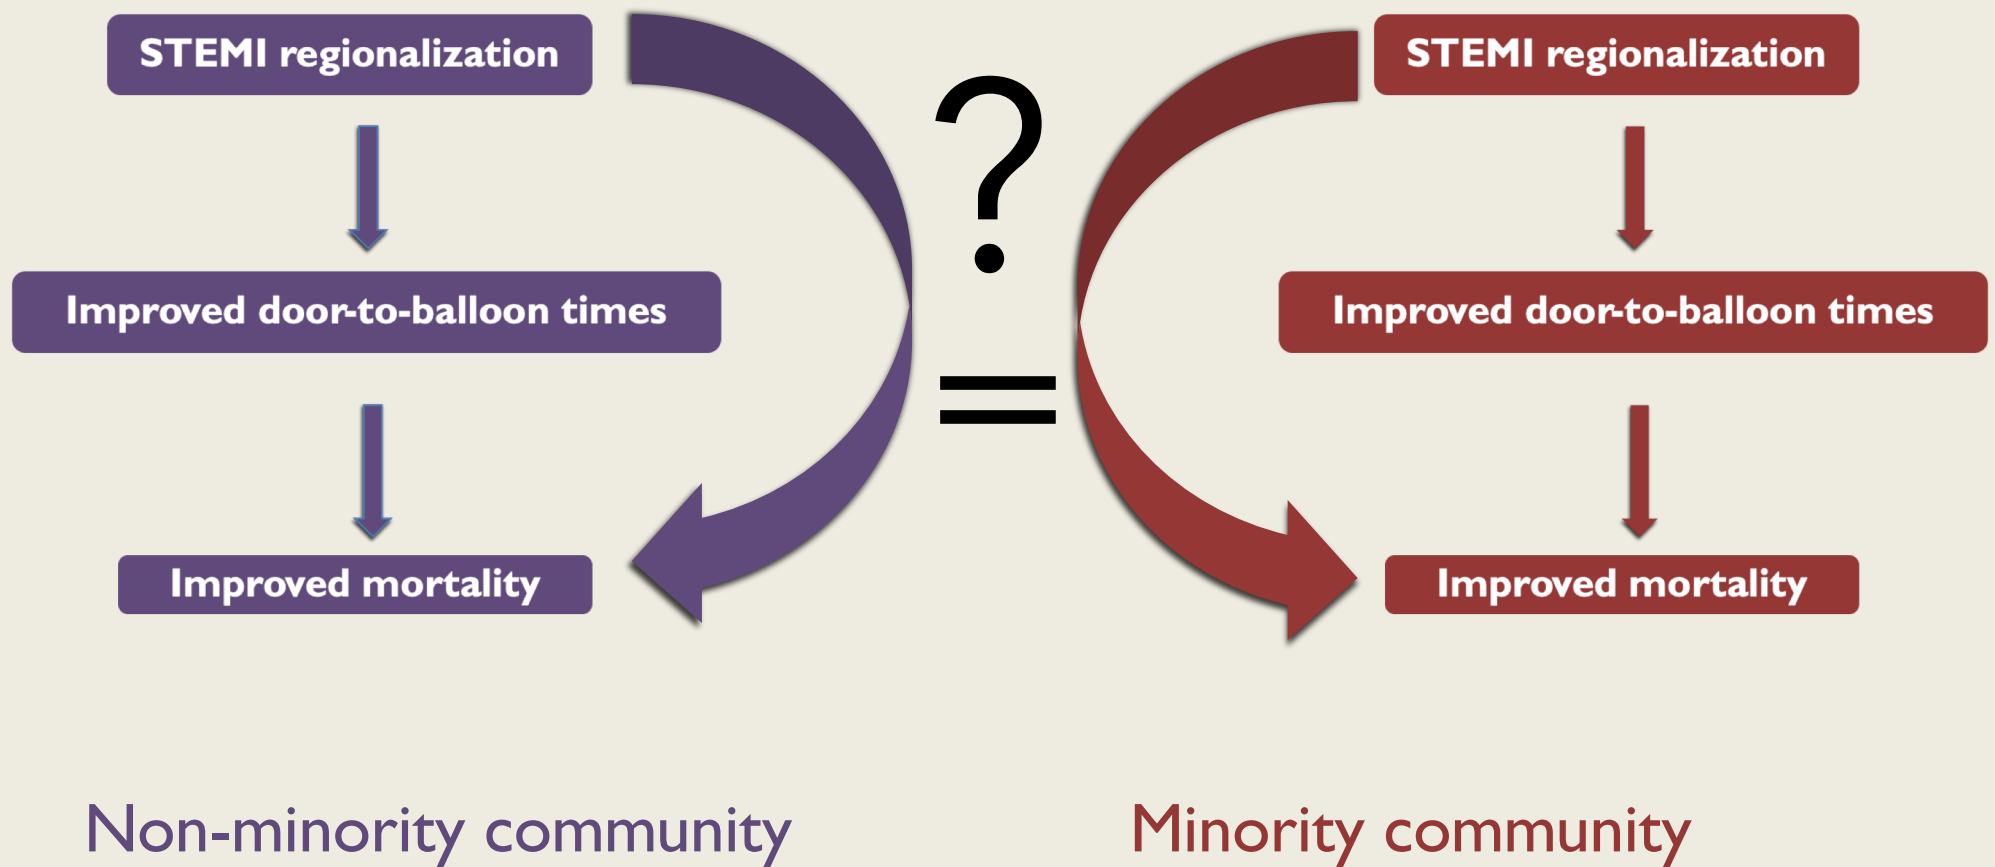 STEMI regionalization
Improved door-to-balloon times
Improved mortality
Non-minority community
?
=
STEMI regionalization
Improved door-to-balloon times
Improved mortality
Minority community